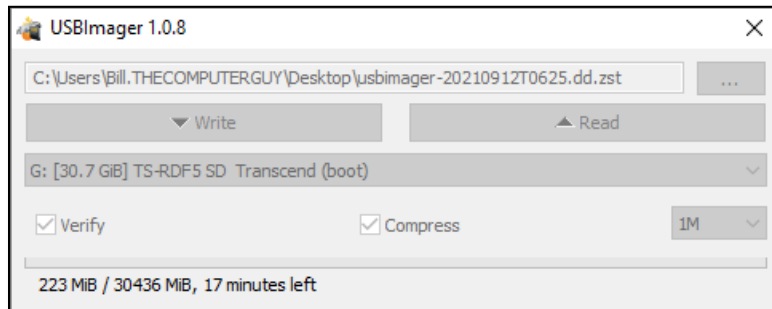 USBImager 1.0.8
C:\Users\Bill.THECOMPUTERGUY\Desktop\usbimager-20210912T0625.dd.zst ...
Write Read
G: [30.7 GiB] TS-RDF5 SD Transcend (boot)
Verify Compress 1M
223 MiB / 30436 MiB, 17 minutes left